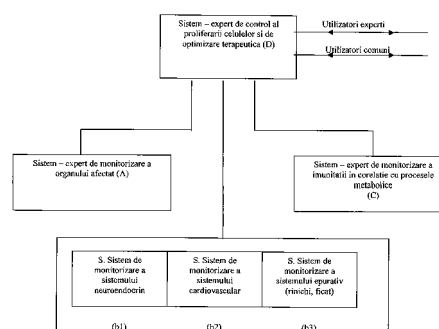 Sistem – expert de control al
proliferarii celulelor si de
optimizare terapeutica (D)
Utilizatori experti
Utilizatori comuni
Sistem – expert de monitorizare a
organului afectat (A)
Sistem – expert de monitorizare a
imunitatii in corelatie cu procesele
metabolice
(C)
S. Sistem de
monitorizare a
sistemului
neuroendocrin
S. Sistem de
monitorizare a
sistemului
cardiovascular
S. Sistem de
monitorizare a
sistemului epurativ
(rinichi, ficat)
(b1)
(b2)
(b3)